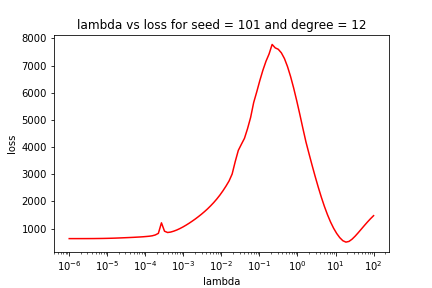 lambda vs loss for seed = 101 and degree = 12
8000
7000
6000
5000
4000
3000
2000
1000
loss
10⁻⁶ 10⁻⁵ 10⁻⁴ 10⁻³ 10⁻² 10⁻¹ 10⁰ 10¹ 10²
lambda